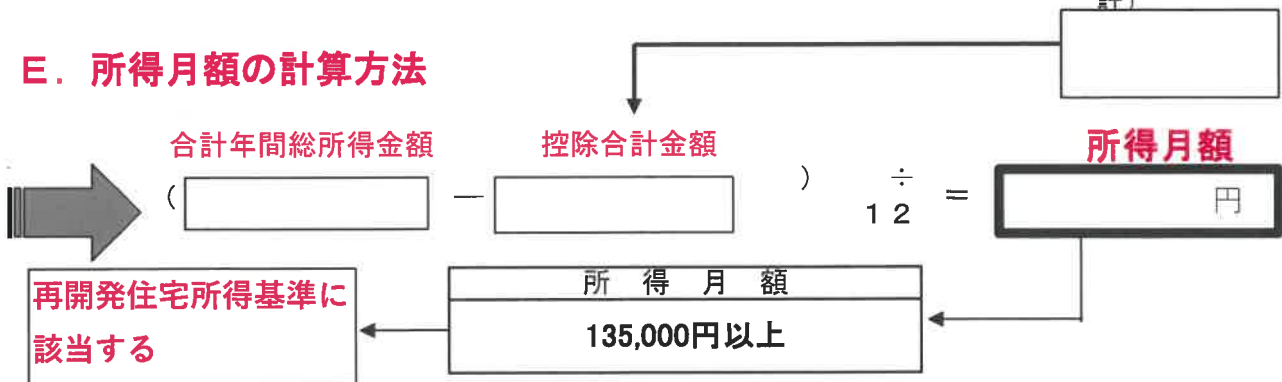 計）
E．所得月額の計算方法
合計年間総所得金額
控除合計金額
所得月額
（
－
）
÷
12
＝
円
再開発住宅所得基準に
該当する
所得月額
135,000円以上